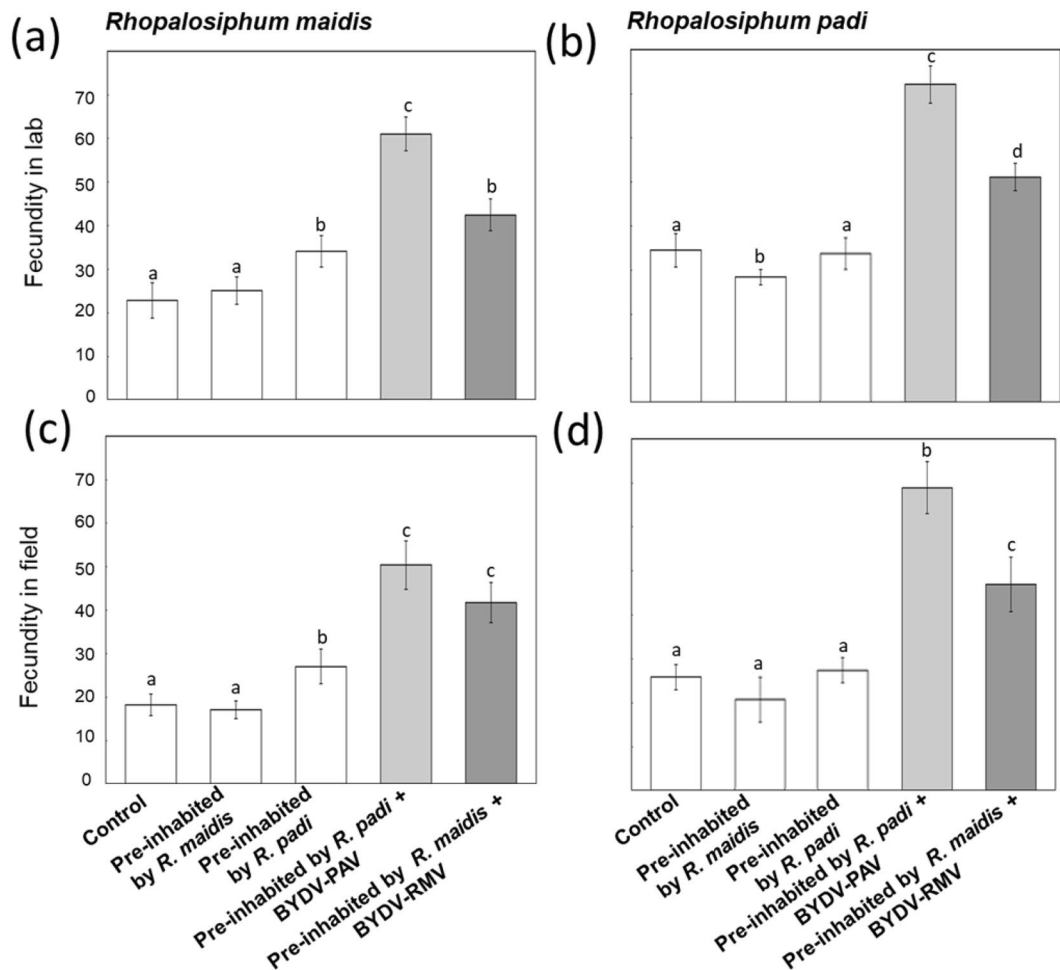 (a)
Rhopalosiphum maidis
(b)
Rhopalosiphum padi
Fecundity in lab
70
60
50
40
30
20
10
0
a
a
b
c
b
a
b
a
c
d
(c)
(d)
Fecundity in field
70
60
50
40
30
20
10
0
a
a
b
c
c
a
a
a
b
c
Control
Pre-inhabited
by R. maidis
Pre-inhabited
by R. padi
Pre-inhabited by R. padi +
BYDV-PAV
Pre-inhabited by R. maidis +
BYDV-RMV
Control
Pre-inhabited
by R. maidis
Pre-inhabited
by R. padi
Pre-inhabited by R. padi +
BYDV-PAV
Pre-inhabited by R. maidis +
BYDV-RMV